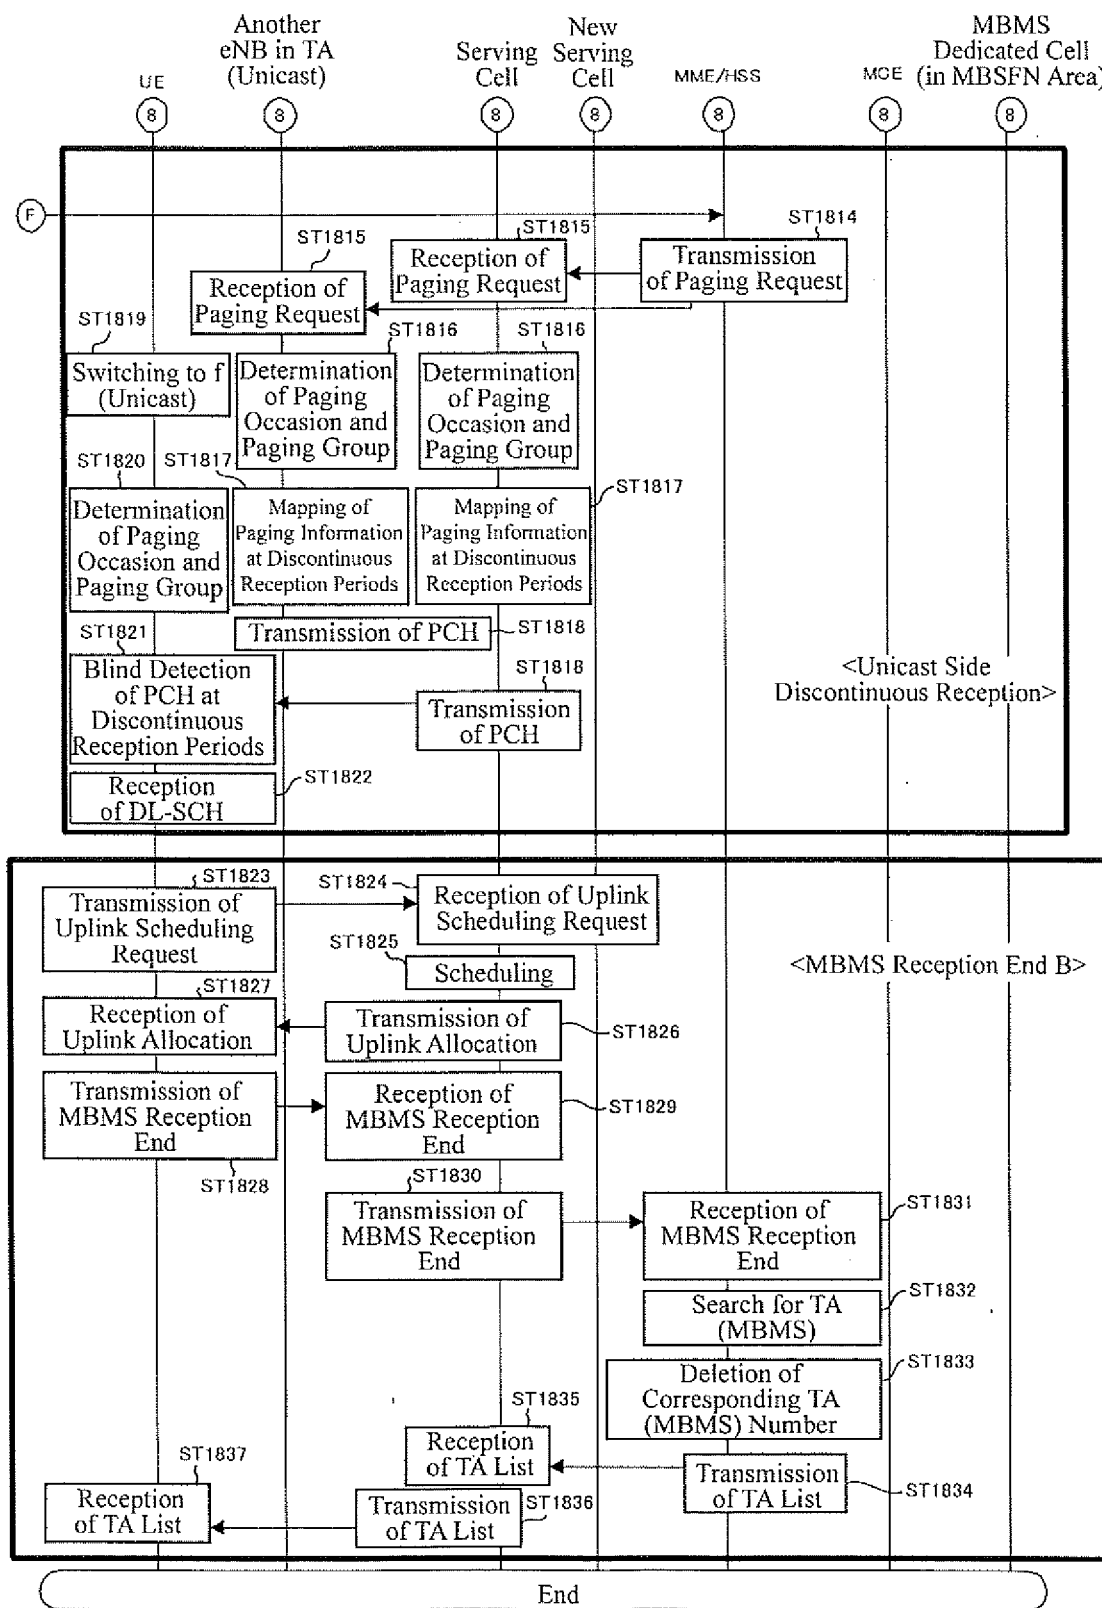 Another
eNB in TA
(Unicast)
Serving
Cell
New
Serving
Cell
MBMS
Dedicated Cell
(in MBSFN Area)
UE
MME/HSS
MCE
8
8
8
8
8
8
8
F
ST1814
Transmission
of Paging Request
ST1815
Reception of
Paging Request
ST1815
Reception of
Paging Request
ST1819
Switching to f
(Unicast)
ST1816
Determination
of Paging
Occasion and
Paging Group
ST1816
Determination
of Paging
Occasion and
Paging Group
ST1820
Determination
of Paging
Occasion and
Paging Group
ST1817
Mapping of
Paging Information
at Discontinuous
Reception Periods
ST1817
Mapping of
Paging Information
at Discontinuous
Reception Periods
Transmission of PCH
ST1818
ST1821
Blind Detection
of PCH at
Discontinuous
Reception Periods
ST1818
Transmission
of PCH
<Unicast Side
Discontinuous Reception>
Reception
of DL-SCH
ST1822
ST1823
Transmission of
Uplink Scheduling
Request
ST1824
Reception of Uplink
Scheduling Request
ST1825
Scheduling
<MBMS Reception End B>
ST1827
Reception of
Uplink Allocation
Transmission of
Uplink Allocation
ST1826
Transmission of
MBMS Reception
End
ST1828
Reception of
MBMS Reception
End
ST1829
ST1830
Transmission of
MBMS Reception
End
Reception of
MBMS Reception
End
ST1831
Search for TA
(MBMS)
ST1832
Deletion of
Corresponding TA
(MBMS) Number
ST1833
ST1835
Reception
of TA List
Transmission
of TA List
ST1834
ST1837
Reception
of TA List
Transmission
of TA List
ST1836
End